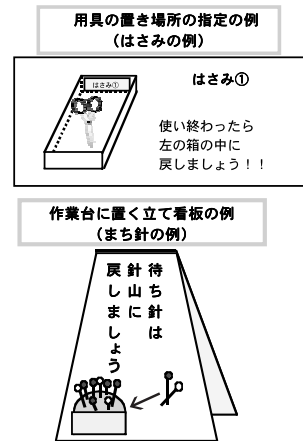 用具の置き場所の指定の例
（はさみの例）
はさみ①
はさみ①
使い終わったら
左の箱の中に
戻しましょう！！
作業台に置く立て看板の例
（まち針の例）
待ち針は
針山に
戻しましょう